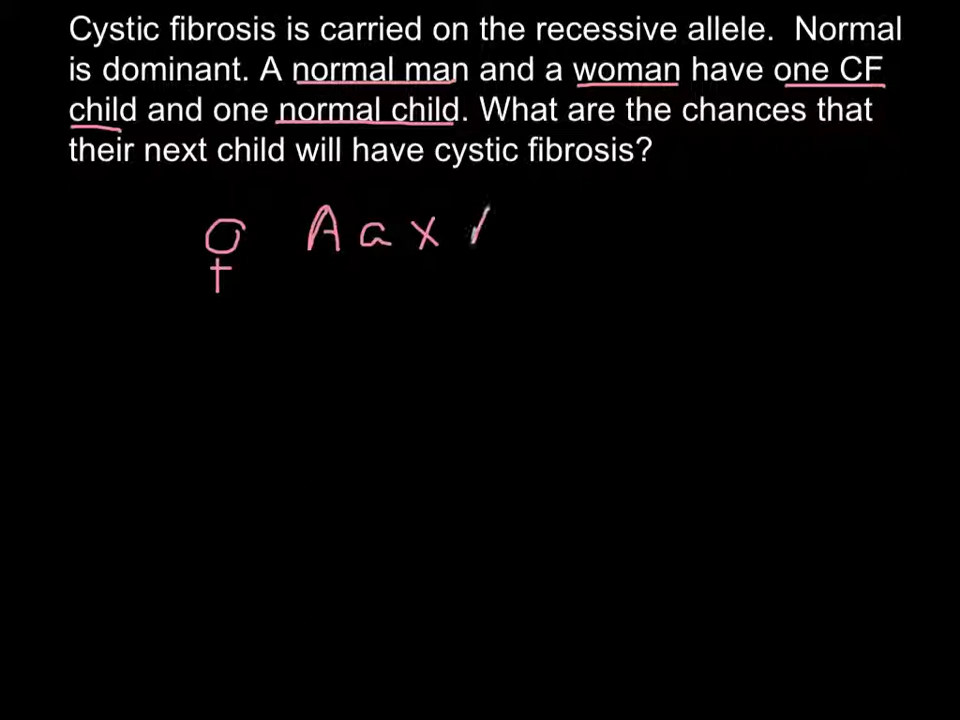 Cystic fibrosis is carried on the recessive allele. Normal
is dominant. A normal man and a woman have one CF
child and one normal child. What are the chances that
their next child will have cystic fibrosis?
♀ A a x